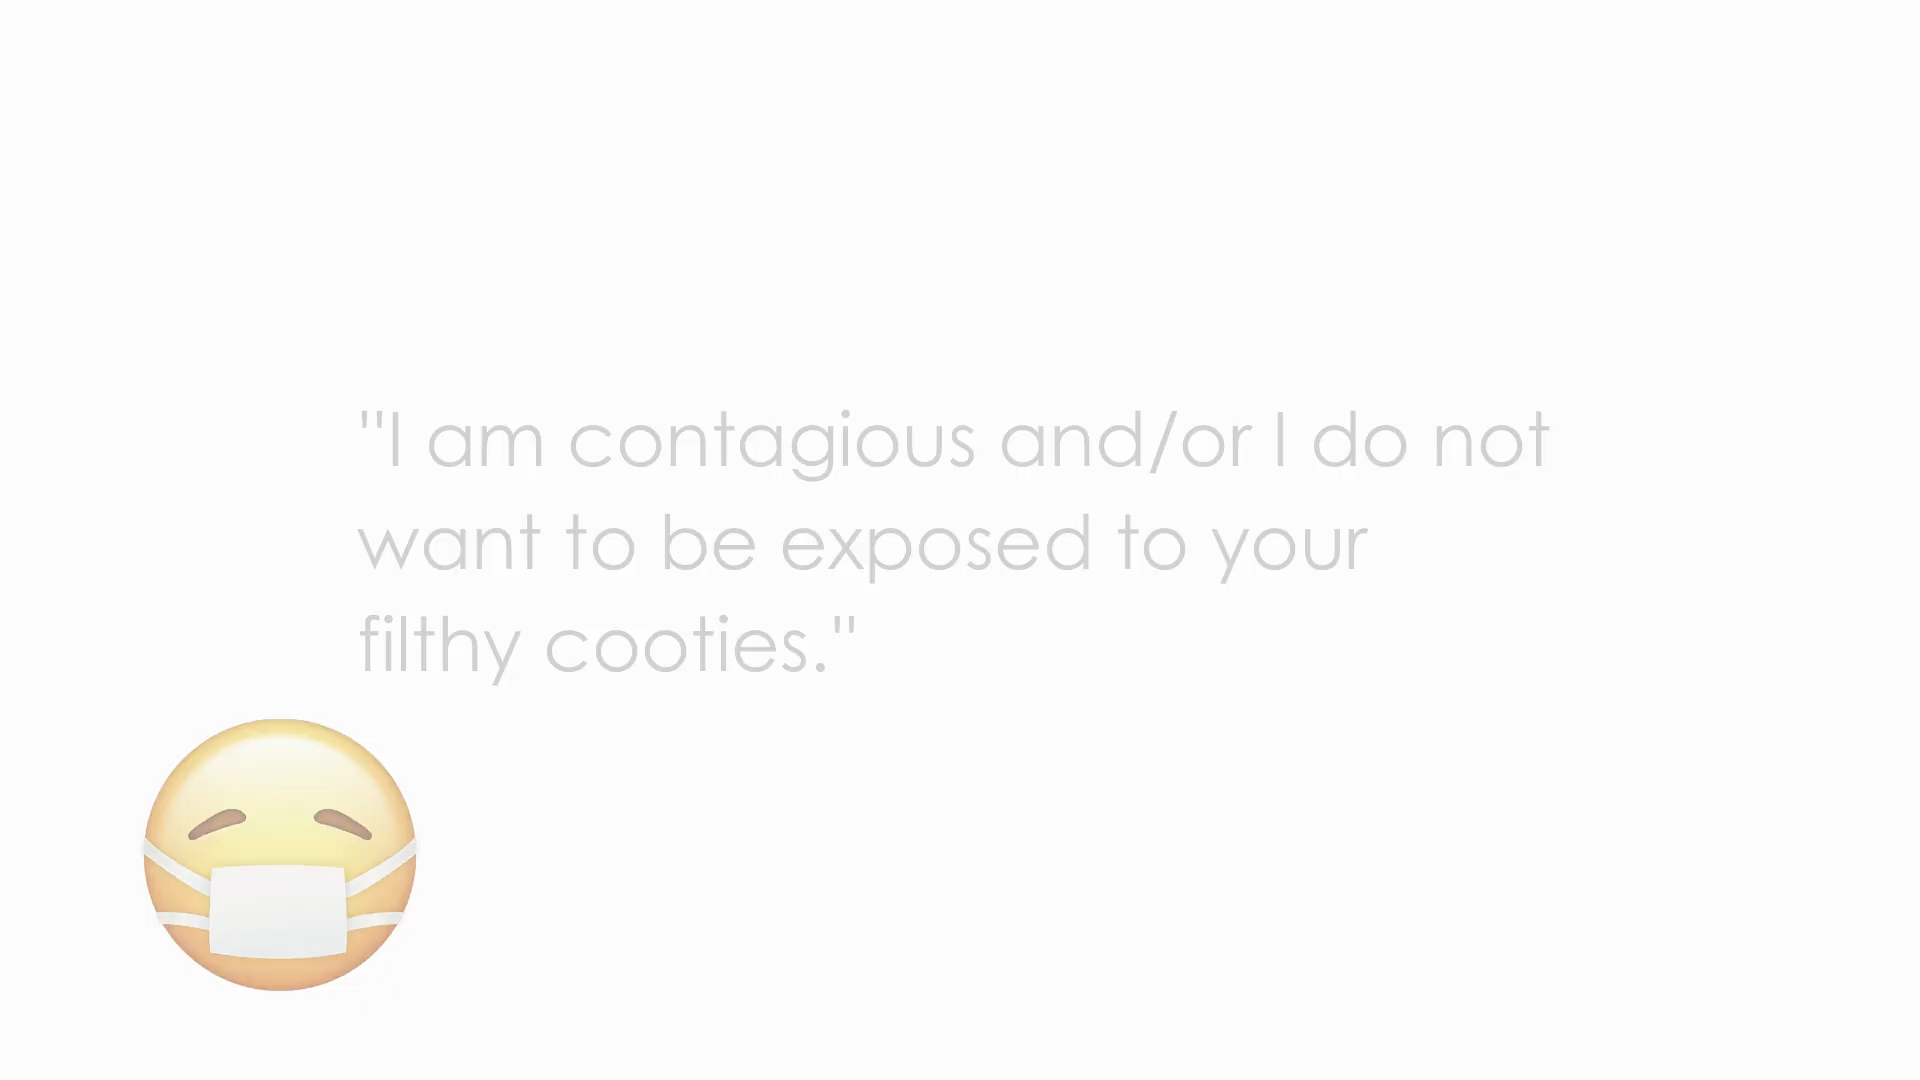 "I am contagious and/or I do not
want to be exposed to your
filthy cooties."